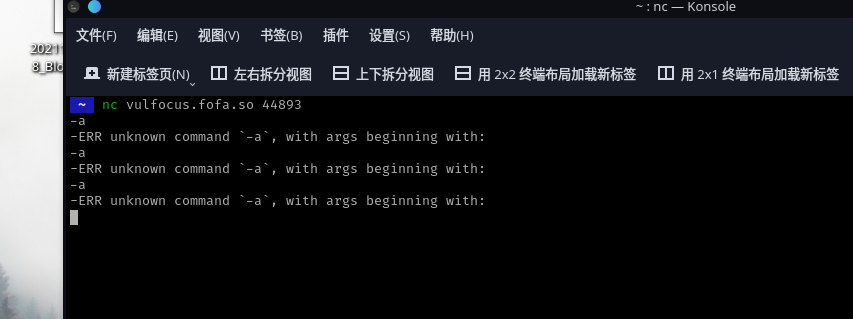 ~ : nc — Konsole
文件(F) 编辑(E) 视图(V) 书签(B) 插件 设置(S) 帮助(H)
新建标签页(N) 左右拆分视图 上下拆分视图 用 2x2 终端布局加载新标签 用 2x1 终端布局加载新标签
~ nc vulfocus.fofa.so 44893
-a
-ERR unknown command `-a`, with args beginning with:
-a
-ERR unknown command `-a`, with args beginning with:
-a
-ERR unknown command `-a`, with args beginning with: